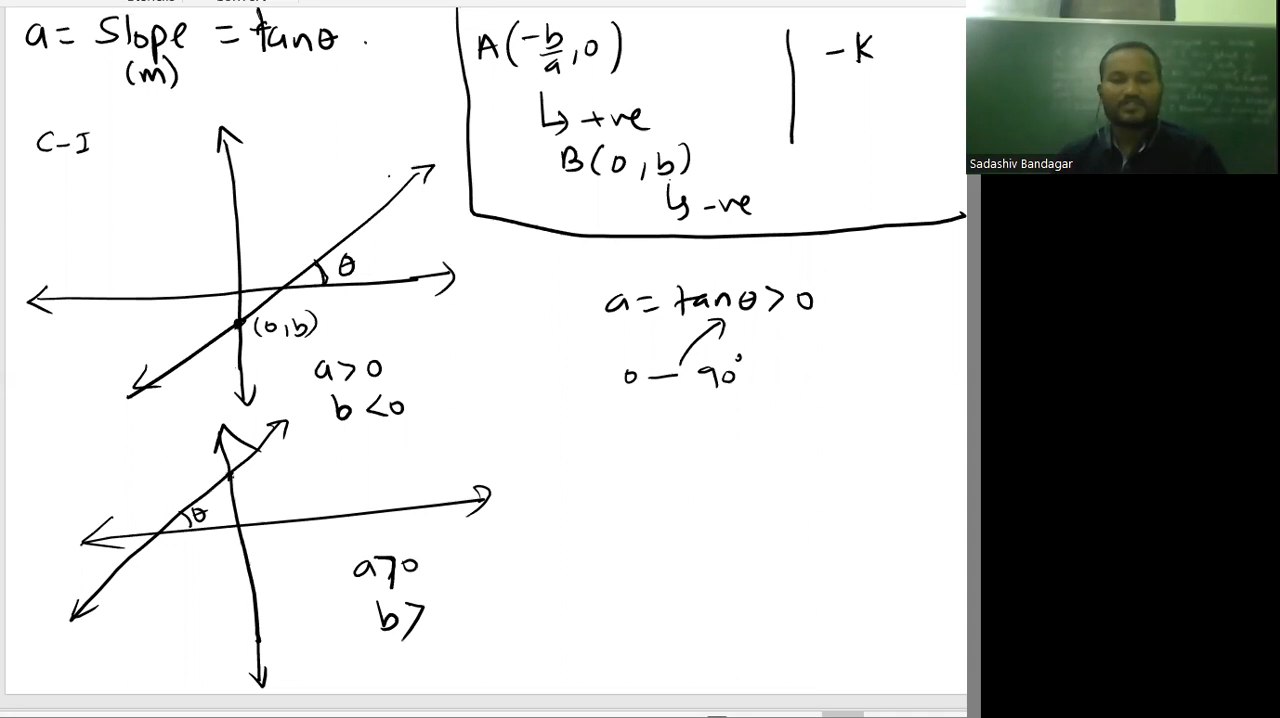 a = Slope = tanθ .
(m)
A(-b/a, 0)
↳ +ve
B(0, b)
↳ -ve
- K
Sadashiv Bandagar
C-I
θ
(0, b)
a > 0
b < 0
a = tanθ > 0
0 — 90°
θ
a > 0
b >